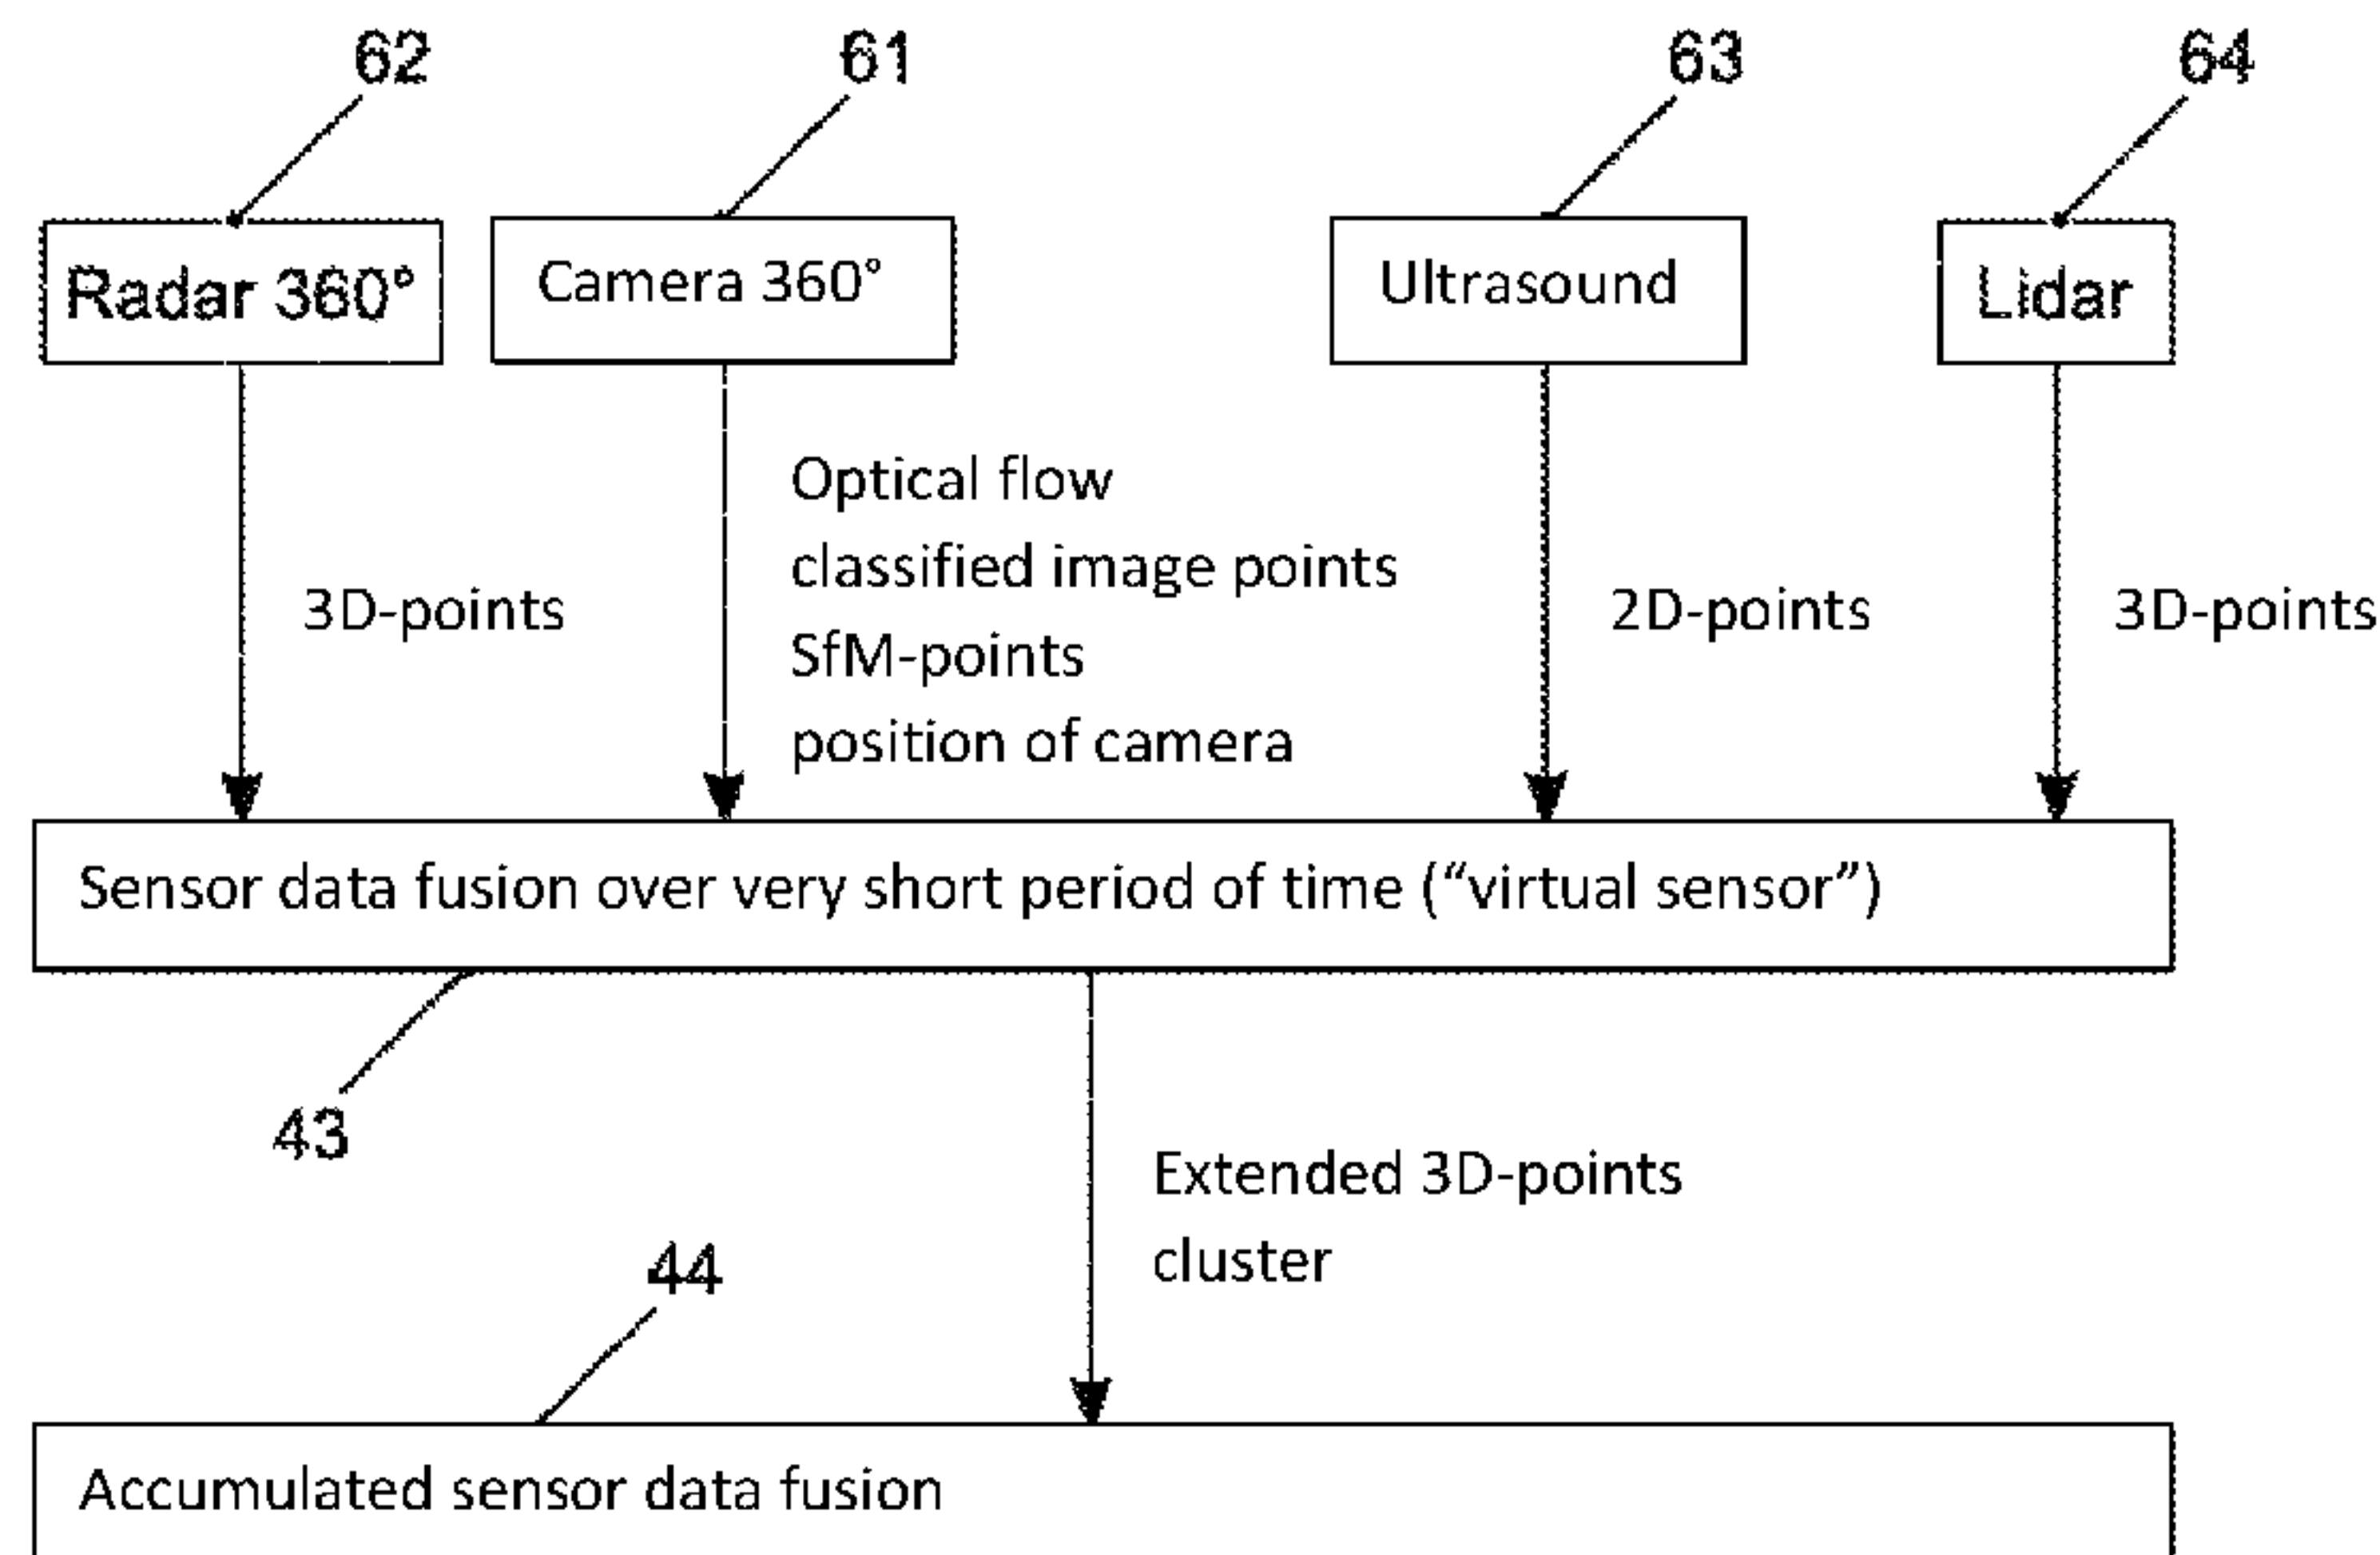 62
61
63
64
Radar 360°
Camera 360°
Ultrasound
Lidar
3D-points
Optical flow
classified image points
SfM-points
position of camera
2D-points
3D-points
Sensor data fusion over very short period of time (“virtual sensor”)
43
Extended 3D-points
cluster
44
Accumulated sensor data fusion